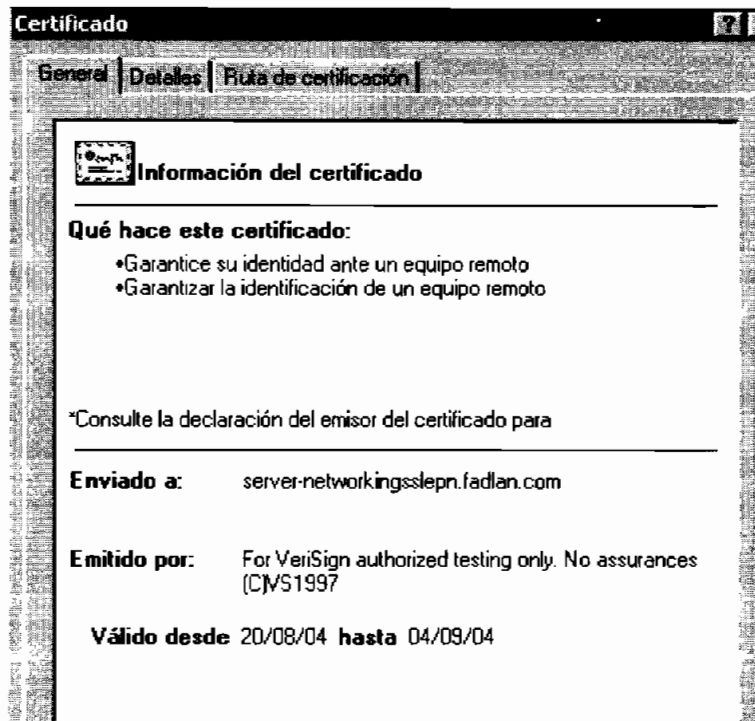 Certificado
General Detalles Ruta de certificación
Información del certificado
Qué hace este certificado:
•Garantice su identidad ante un equipo remoto
•Garantizar la identificación de un equipo remoto
*Consulte la declaración del emisor del certificado para
Enviado a: server-networkingsslepn.fadlan.com
Emitido por: For VeriSign authorized testing only. No assurances
(C)VS1997
Válido desde 20/08/04 hasta 04/09/04